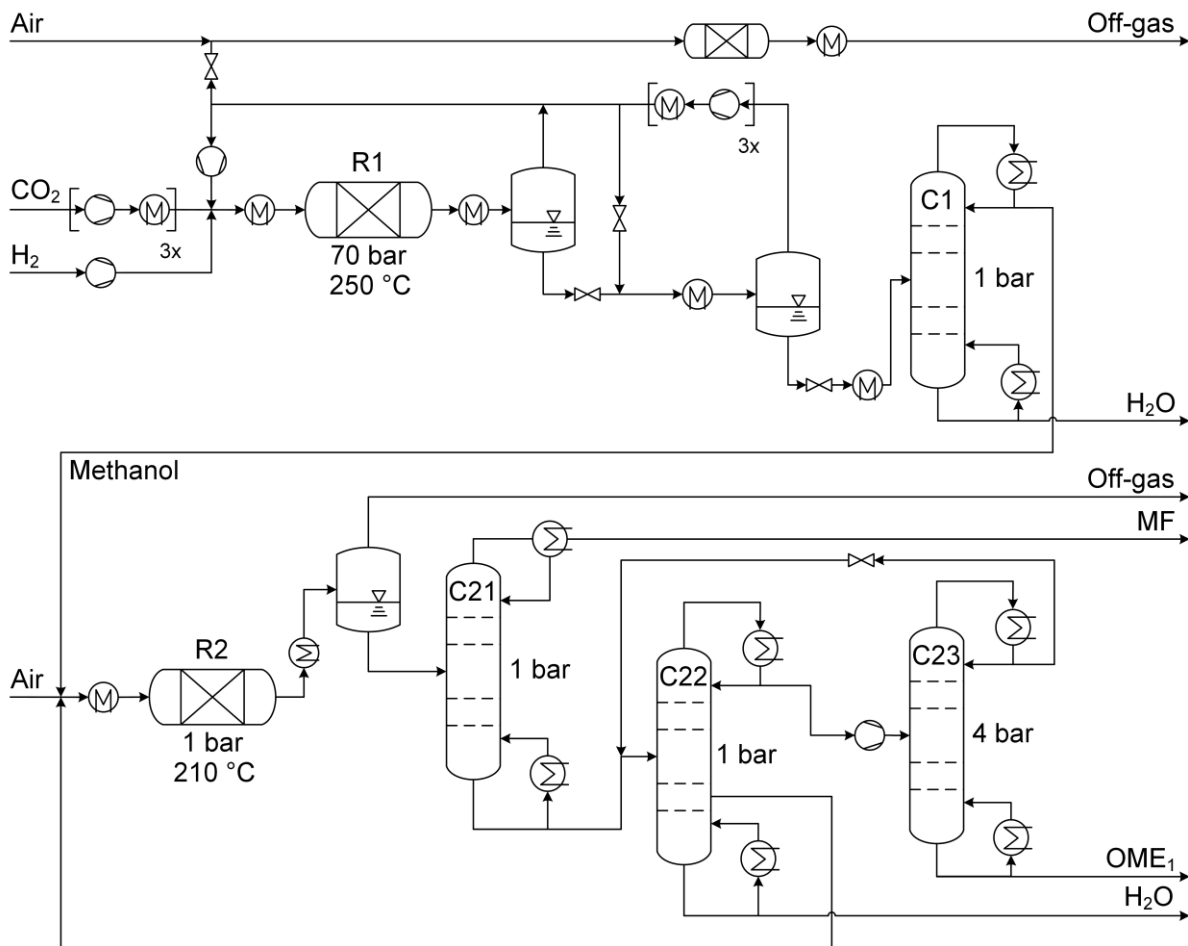 Air
Off-gas
3x
R1
CO₂
3x
H₂
70 bar
250 °C
C1
1 bar
H₂O
Methanol
Off-gas
MF
C21
1 bar
R2
Air
1 bar
210 °C
C22
1 bar
C23
4 bar
OME₁
H₂O